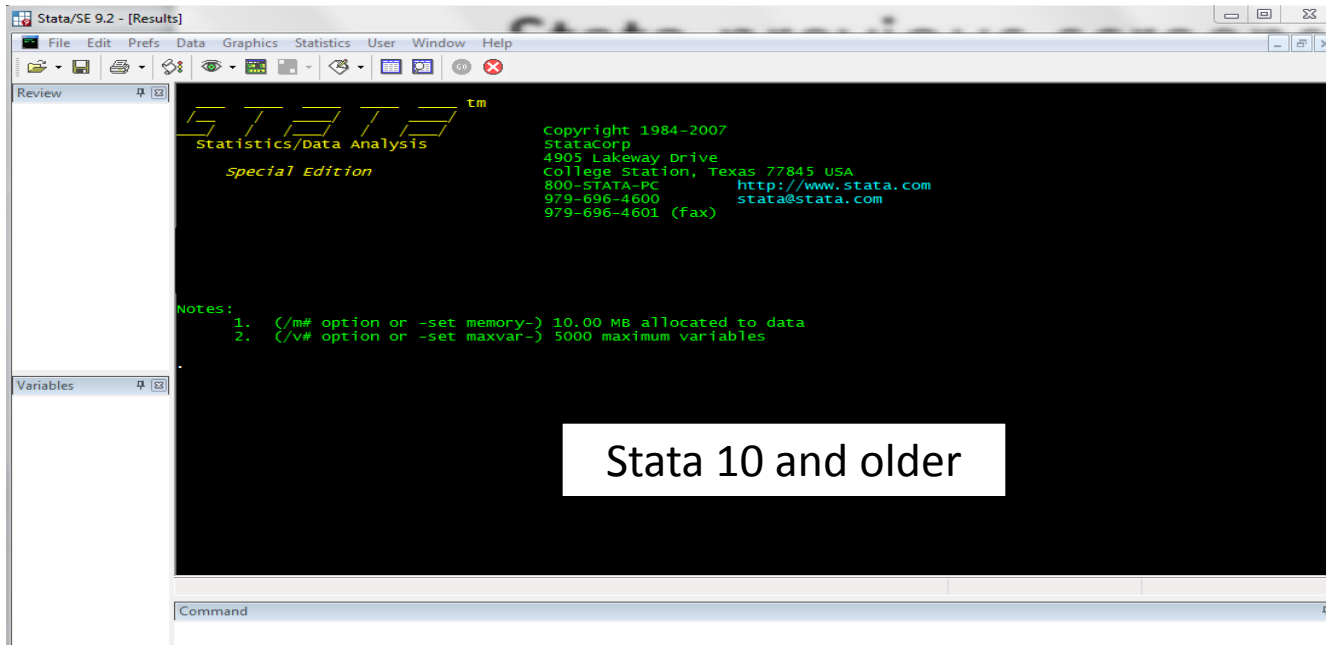 Stata/SE 9.2 - [Results]
File Edit Prefs Data Graphics Statistics User Window Help
Review
tm
Statistics/Data Analysis
Special Edition
Copyright 1984-2007
StataCorp
4905 Lakeway Drive
College Station, Texas 77845 USA
800-STATA-PC http://www.stata.com
979-696-4600 stata@stata.com
979-696-4601 (fax)
Notes:
1. (/m# option or -set memory-) 10.00 MB allocated to data
2. (/v# option or -set maxvar-) 5000 maximum variables
.
Variables
Stata 10 and older
Command